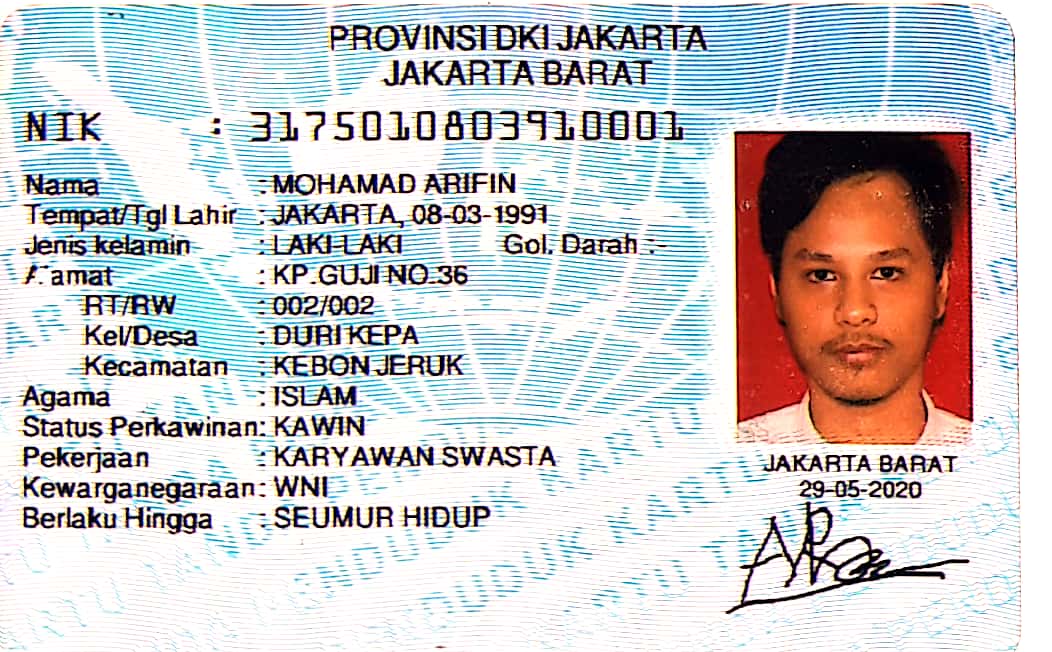 PROVINSI DKI JAKARTA
JAKARTA BARAT
NIK : 3175010803910001
Nama : MOHAMAD ARIFIN
Tempat/Tgl Lahir : JAKARTA, 08-03-1991
Jenis kelamin : LAKI-LAKI Gol. Darah :-
Alamat : KP.GUJI NO.36
RT/RW : 002/002
Kel/Desa : DURI KEPA
Kecamatan : KEBON JERUK
Agama : ISLAM
Status Perkawinan: KAWIN
Pekerjaan : KARYAWAN SWASTA
Kewarganegaraan: WNI
Berlaku Hingga : SEUMUR HIDUP
JAKARTA BARAT
29-05-2020